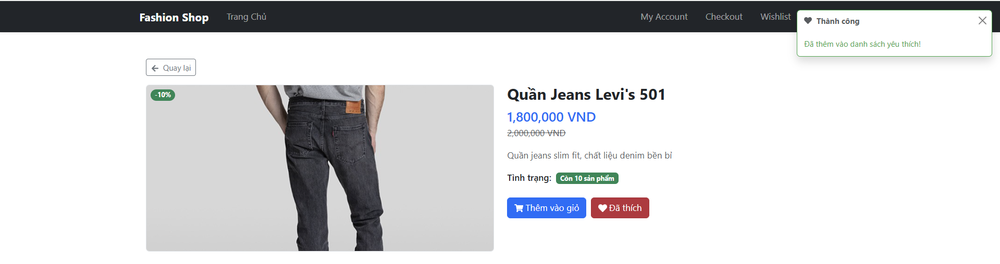 Fashion Shop
Trang Chủ
My Account
Checkout
Wishlist
Thành công
Đã thêm vào danh sách yêu thích!
Quay lại
-10%
Quần Jeans Levi's 501
1,800,000 VND
2,000,000 VND
Quần jeans slim fit, chất liệu denim bền bỉ
Tình trạng: Còn 10 sản phẩm
Thêm vào giỏ
Đã thích